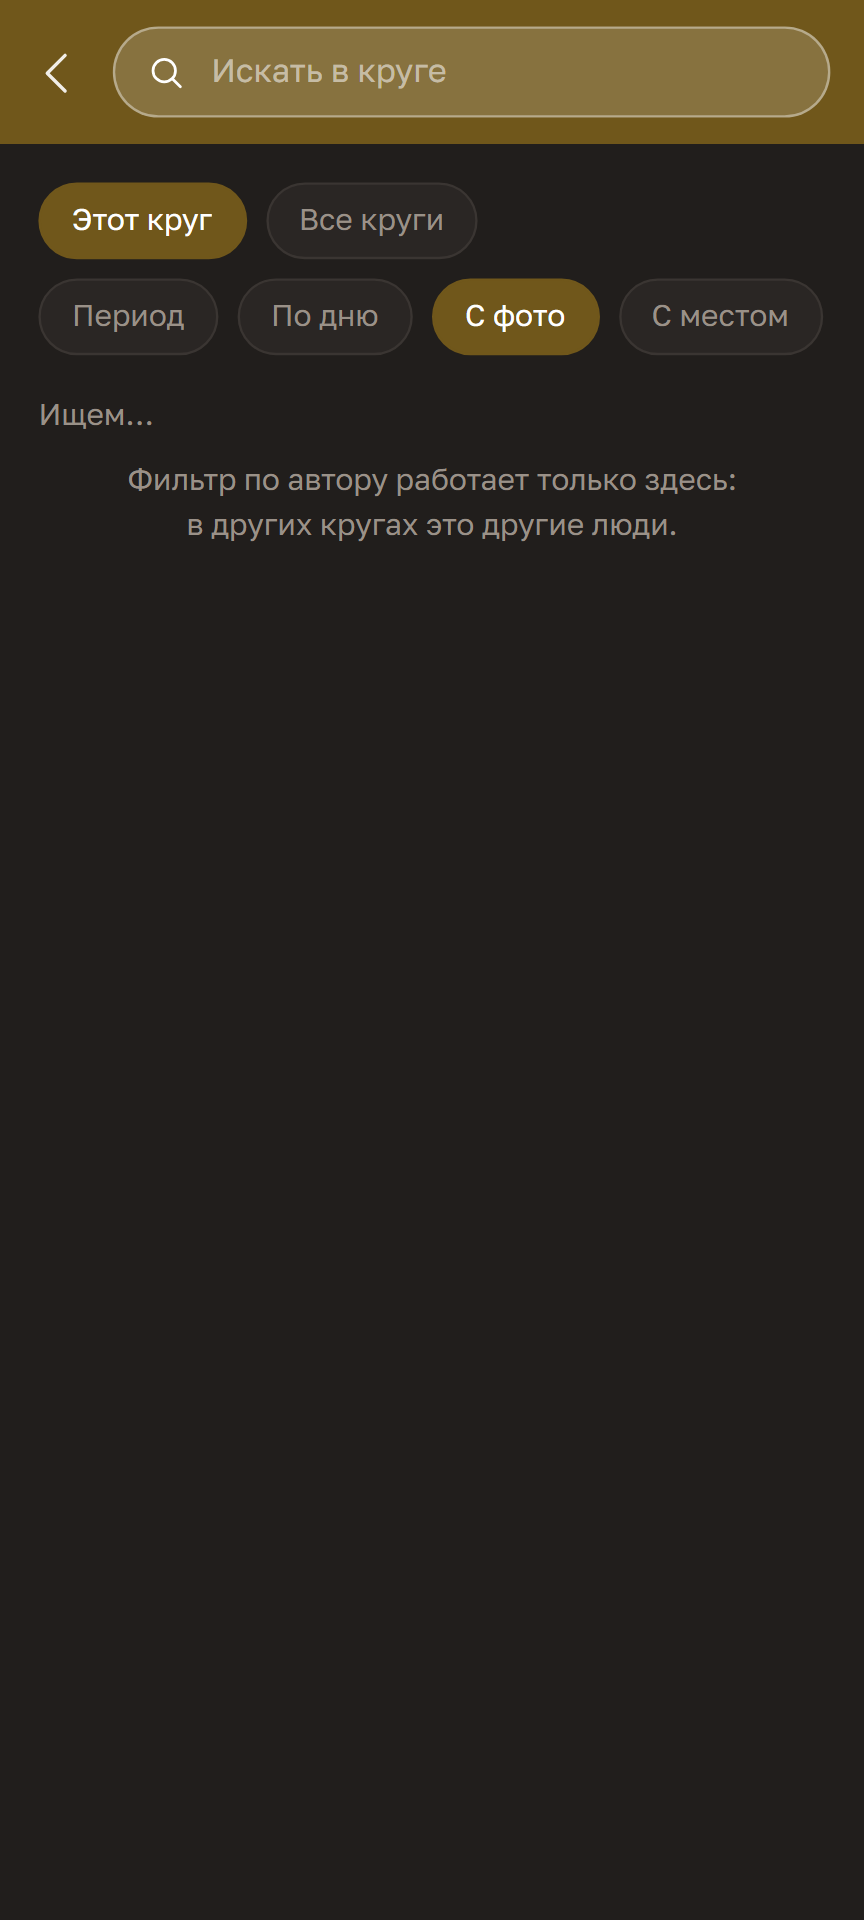 Искать в круге
Этот круг
Все круги
Период
По дню
С фото
С местом
Ищем...
Фильтр по автору работает только здесь:
в других кругах это другие люди.